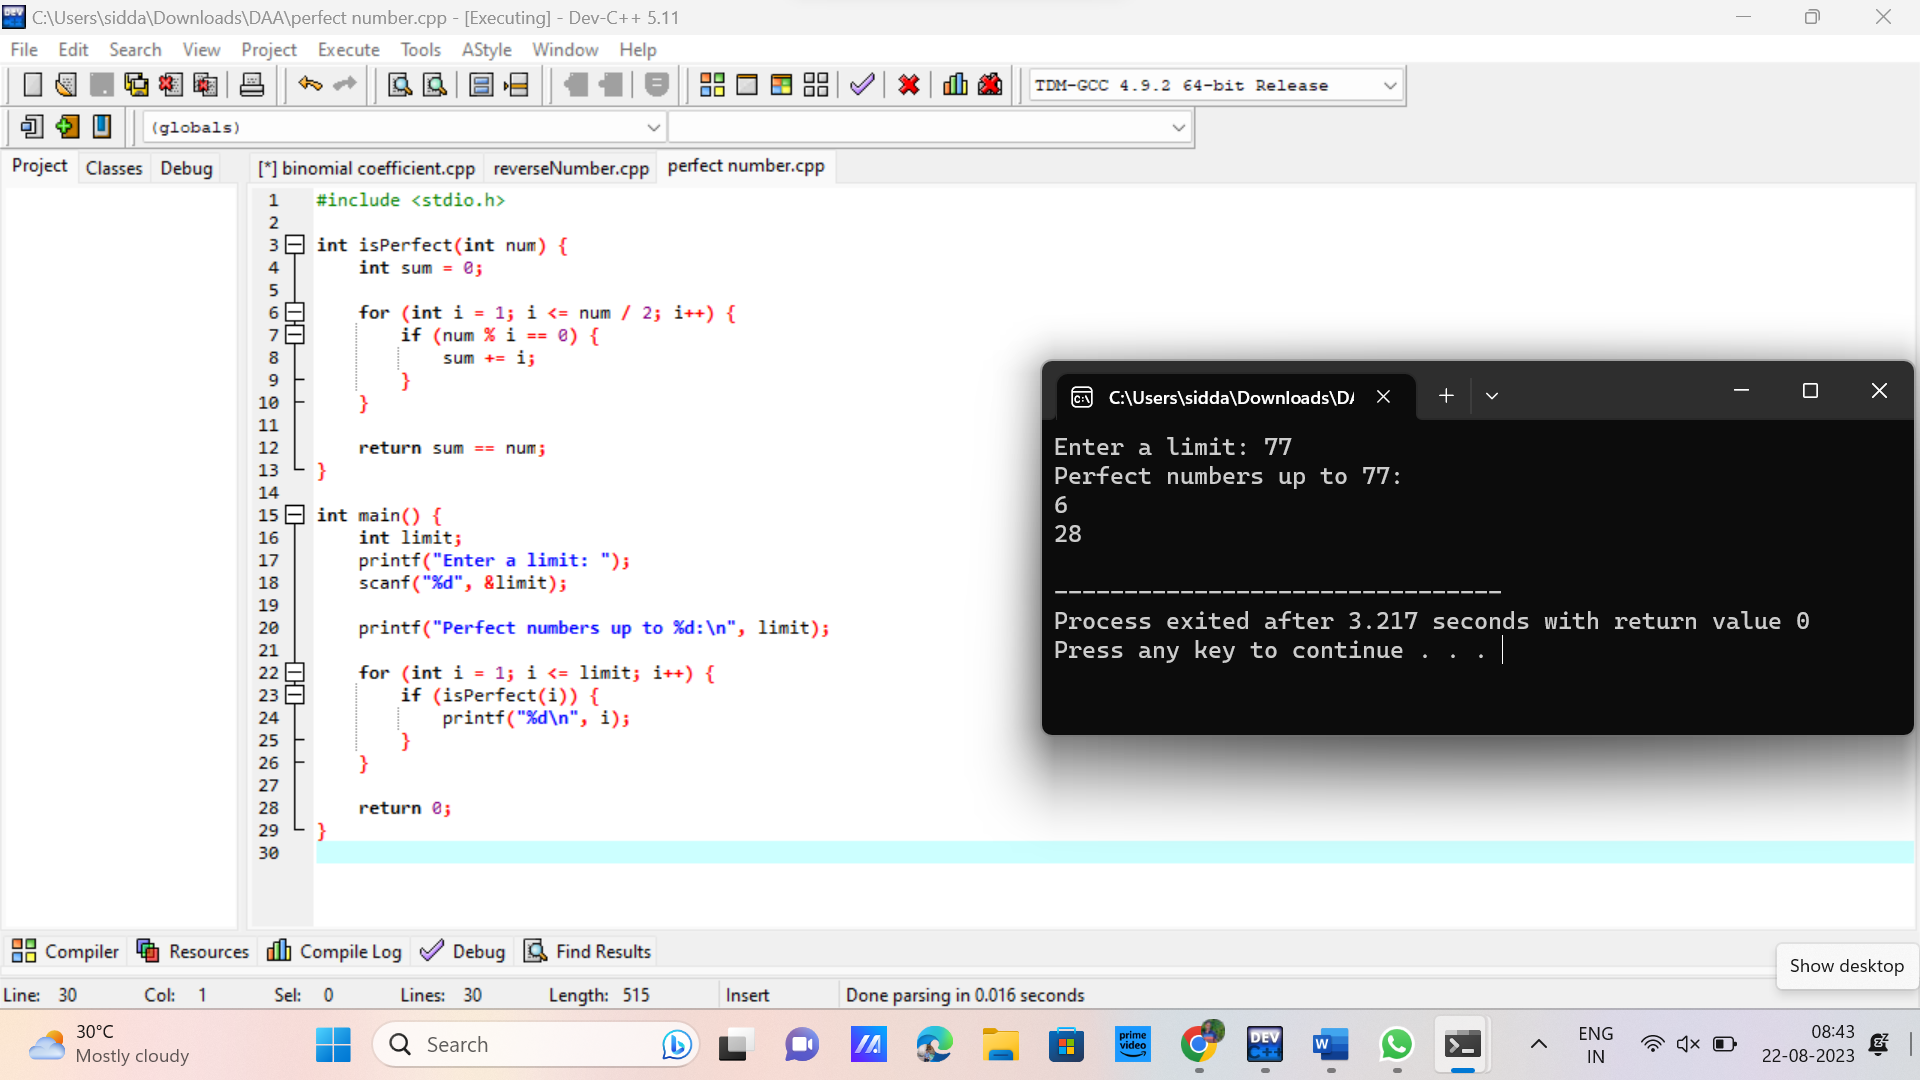 C:\Users\sidda\Downloads\DAA\perfect number.cpp - [Executing] - Dev-C++ 5.11
File Edit Search View Project Execute Tools AStyle Window Help
TDM-GCC 4.9.2 64-bit Release
(globals)
Project Classes Debug [*] binomial coefficient.cpp reverseNumber.cpp perfect number.cpp
1 #include <stdio.h>
2
3 int isPerfect(int num) {
4     int sum = 0;
5
6     for (int i = 1; i <= num / 2; i++) {
7         if (num % i == 0) {
8             sum += i;
9         }
10     }
11
12     return sum == num;
13 }
14
15 int main() {
16     int limit;
17     printf("Enter a limit: ");
18     scanf("%d", &limit);
19
20     printf("Perfect numbers up to %d:\n", limit);
21
22     for (int i = 1; i <= limit; i++) {
23         if (isPerfect(i)) {
24             printf("%d\n", i);
25         }
26     }
27
28     return 0;
29 }
30
C:\Users\sidda\Downloads\DA
Enter a limit: 77
Perfect numbers up to 77:
6
28
--------------------------------
Process exited after 3.217 seconds with return value 0
Press any key to continue . . .
Compiler Resources Compile Log Debug Find Results
Show desktop
Line: 30 Col: 1 Sel: 0 Lines: 30 Length: 515 Insert Done parsing in 0.016 seconds
30°C
Mostly cloudy
Search
prime video
DEV C++
W
ENG
IN
08:43
22-08-2023